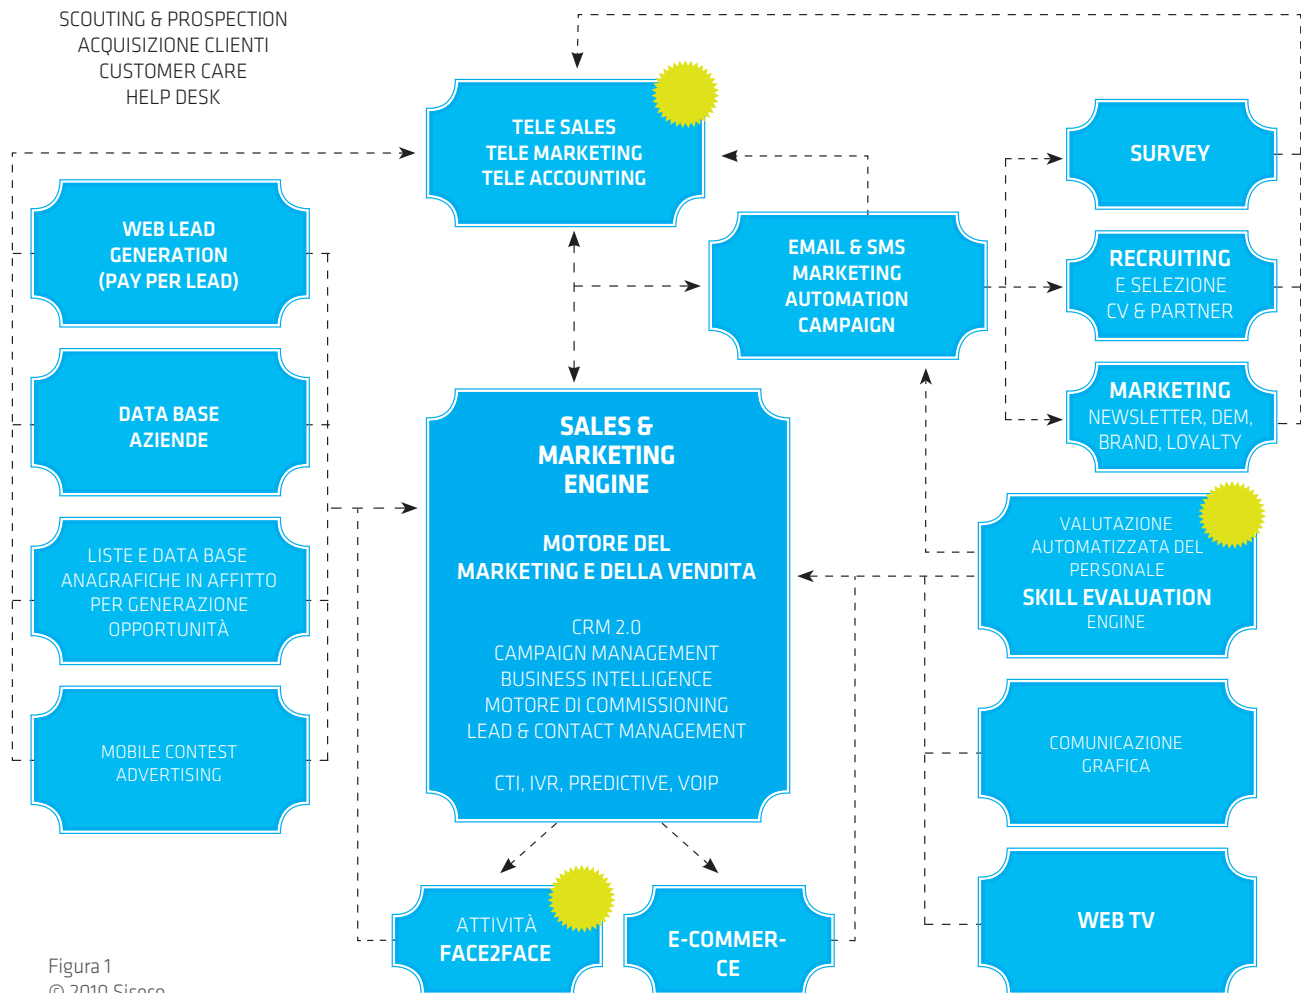 SCOUTING & PROSPECTION
ACQUISIZIONE CLIENTI
CUSTOMER CARE
HELP DESK
TELE SALES
TELE MARKETING
TELE ACCOUNTING
SURVEY
WEB LEAD
GENERATION
(PAY PER LEAD)
EMAIL & SMS
MARKETING
AUTOMATION
CAMPAIGN
RECRUITING
E SELEZIONE
CV & PARTNER
MARKETING
NEWSLETTER, DEM,
BRAND, LOYALTY
DATA BASE
AZIENDE
SALES &
MARKETING
ENGINE
MOTORE DEL
MARKETING E DELLA VENDITA
CRM 2.0
CAMPAIGN MANAGEMENT
BUSINESS INTELLIGENCE
MOTORE DI COMMISSIONING
LEAD & CONTACT MANAGEMENT
CTI, IVR, PREDICTIVE, VOIP
VALUTAZIONE
AUTOMATIZZATA DEL
PERSONALE
SKILL EVALUATION
ENGINE
LISTE E DATA BASE
ANAGRAFICHE IN AFFITTO
PER GENERAZIONE
OPPORTUNITÀ
MOBILE CONTEST
ADVERTISING
COMUNICAZIONE
GRAFICA
ATTIVITÀ
FACE2FACE
E-COMMER-
CE
WEB TV
Figura 1
© 2010 Siseco